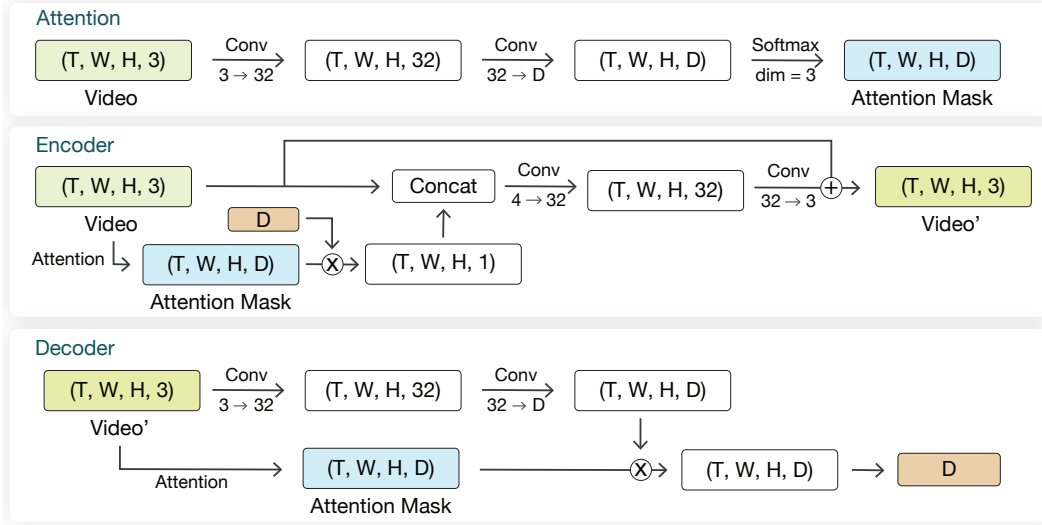 Attention
(T, W, H, 3)
Video
Conv
3 → 32
(T, W, H, 32)
Conv
32 → D
(T, W, H, D)
Softmax
dim = 3
(T, W, H, D)
Attention Mask
Encoder
(T, W, H, 3)
Video
Concat
Conv
4 → 32
(T, W, H, 32)
Conv
32 → 3
+
(T, W, H, 3)
Video’
D
Attention
(T, W, H, D)
Attention Mask
X
(T, W, H, 1)
Decoder
(T, W, H, 3)
Video’
Conv
3 → 32
(T, W, H, 32)
Conv
32 → D
(T, W, H, D)
Attention
(T, W, H, D)
Attention Mask
X
(T, W, H, D)
D